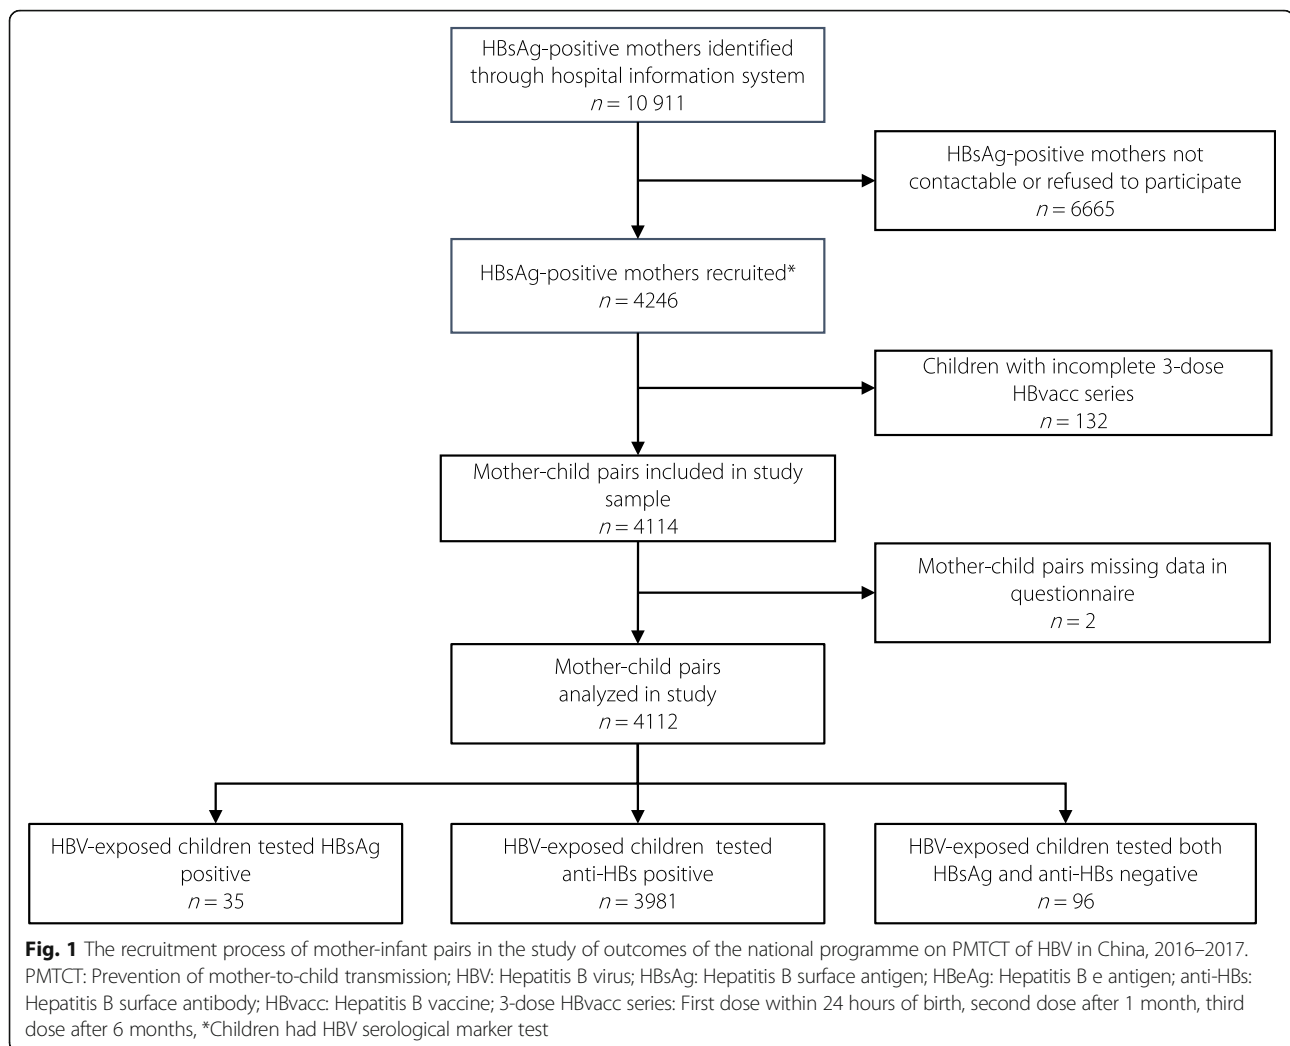 HBsAg-positive mothers identified
through hospital information system
n = 10 911
HBsAg-positive mothers not
contactable or refused to participate
n = 6665
HBsAg-positive mothers recruited*
n = 4246
Children with incomplete 3-dose
HBvacc series
n = 132
Mother-child pairs included in study
sample
n = 4114
Mother-child pairs missing data in
questionnaire
n = 2
Mother-child pairs
analyzed in study
n = 4112
HBV-exposed children tested HBsAg
positive
n = 35
HBV-exposed children tested
anti-HBs positive
n = 3981
HBV-exposed children tested both
HBsAg and anti-HBs negative
n = 96
Fig. 1 The recruitment process of mother-infant pairs in the study of outcomes of the national programme on PMTCT of HBV in China, 2016–2017.
PMTCT: Prevention of mother-to-child transmission; HBV: Hepatitis B virus; HBsAg: Hepatitis B surface antigen; HBeAg: Hepatitis B e antigen; anti-HBs:
Hepatitis B surface antibody; HBvacc: Hepatitis B vaccine; 3-dose HBvacc series: First dose within 24 hours of birth, second dose after 1 month, third
dose after 6 months, *Children had HBV serological marker test